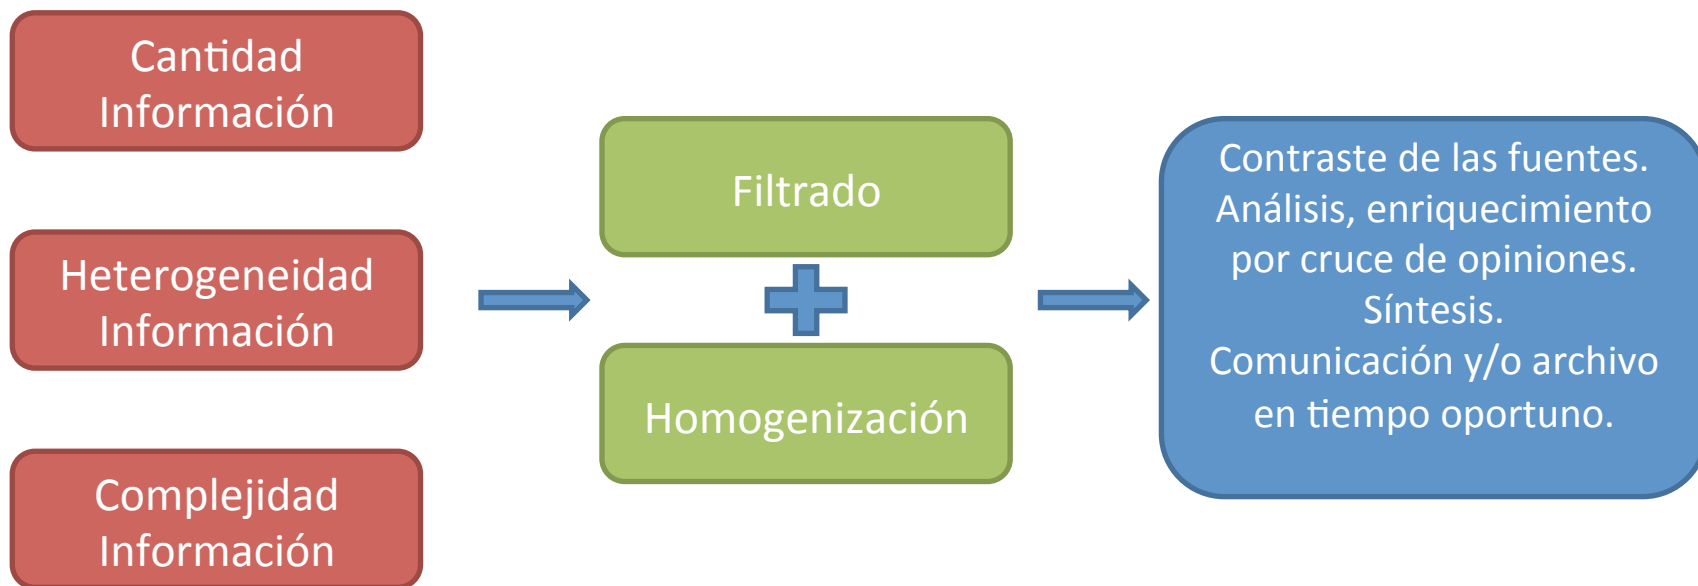 Cantidad
Información
Heterogeneidad
Información
Complejidad
Información
Filtrado
Homogenización
Contraste de las fuentes.
Análisis, enriquecimiento
por cruce de opiniones.
Síntesis.
Comunicación y/o archivo
en tiempo oportuno.